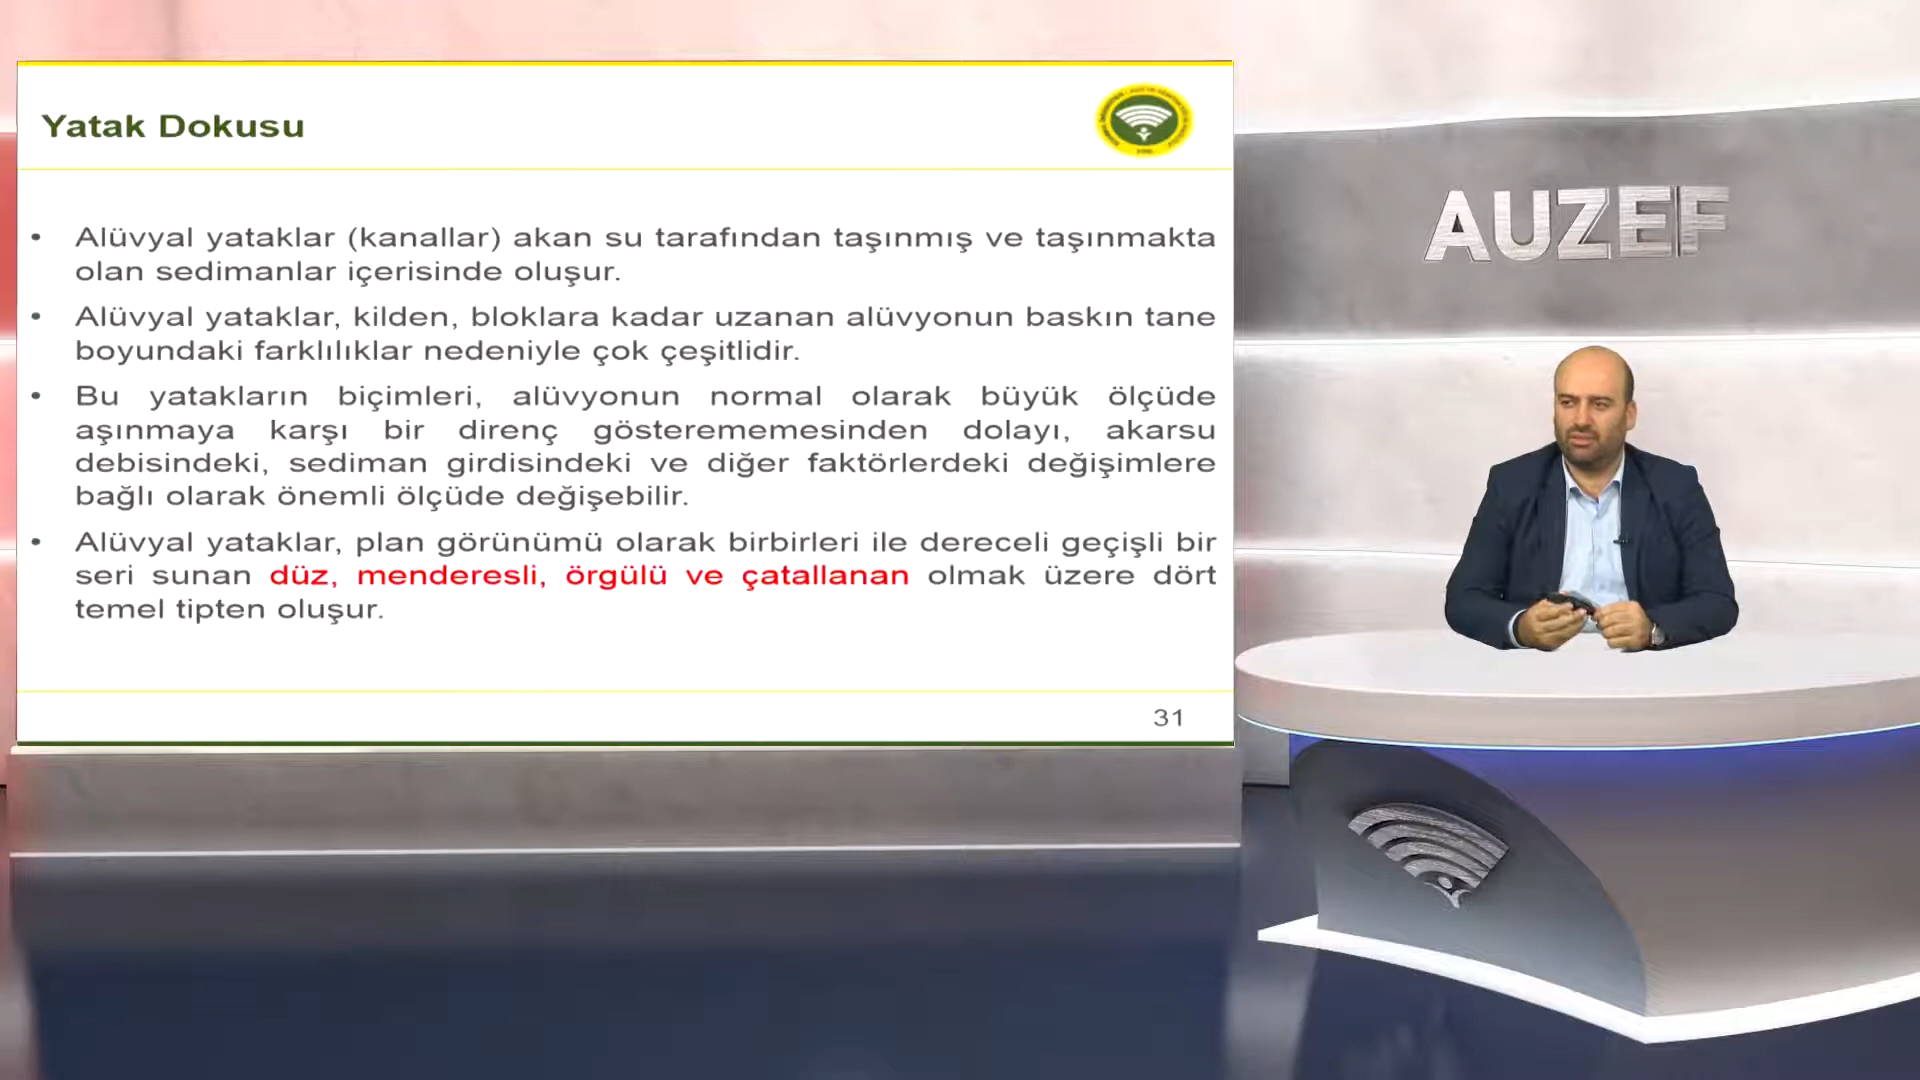 Yatak Dokusu
• Alüvyal yataklar (kanallar) akan su tarafından taşınmış ve taşınmakta
olan sedimanlar içerisinde oluşur.
• Alüvyal yataklar, kilden, bloklara kadar uzanan alüvyonun baskın tane
boyundaki farklılıklar nedeniyle çok çeşitlidir.
• Bu yatakların biçimleri, alüvyonun normal olarak büyük ölçüde
aşınmaya karşı bir direnç gösterememesinden dolayı, akarsu
debisindeki, sediman girdisindeki ve diğer faktörlerdeki değişimlere
bağlı olarak önemli ölçüde değişebilir.
• Alüvyal yataklar, plan görünümü olarak birbirleri ile dereceli geçişli bir
seri sunan düz, menderesli, örgülü ve çatallanan olmak üzere dört
temel tipten oluşur.
31
AUZEF